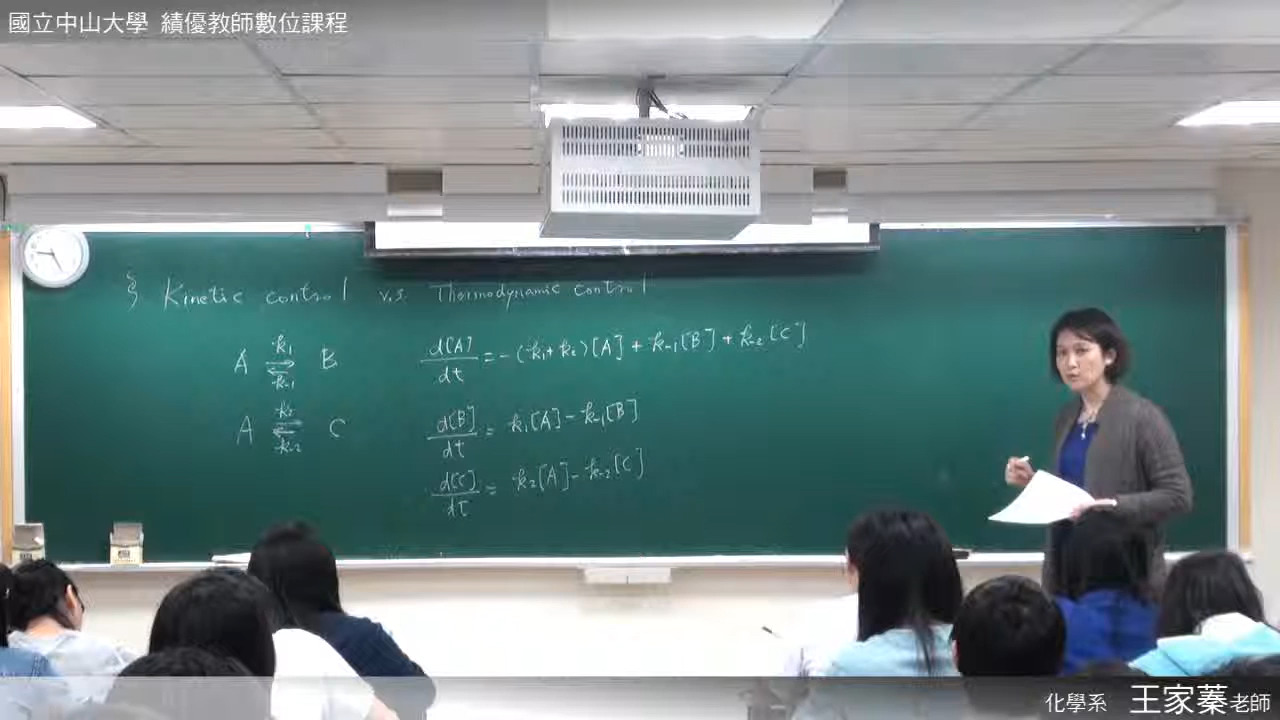 國立中山大學 績優教師數位課程
§ Kinetic control v.s. Thermodynamic control
A k₁ ⇌ k₋₁ B
d[A]/dt = -(k₁+k₂)[A] + k₋₁[B] + k₋₂[C]
A k₂ ⇌ k₋₂ C
d[B]/dt = k₁[A] - k₋₁[B]
d[C]/dt = k₂[A] - k₋₂[C]
化學系 王家蓁老師